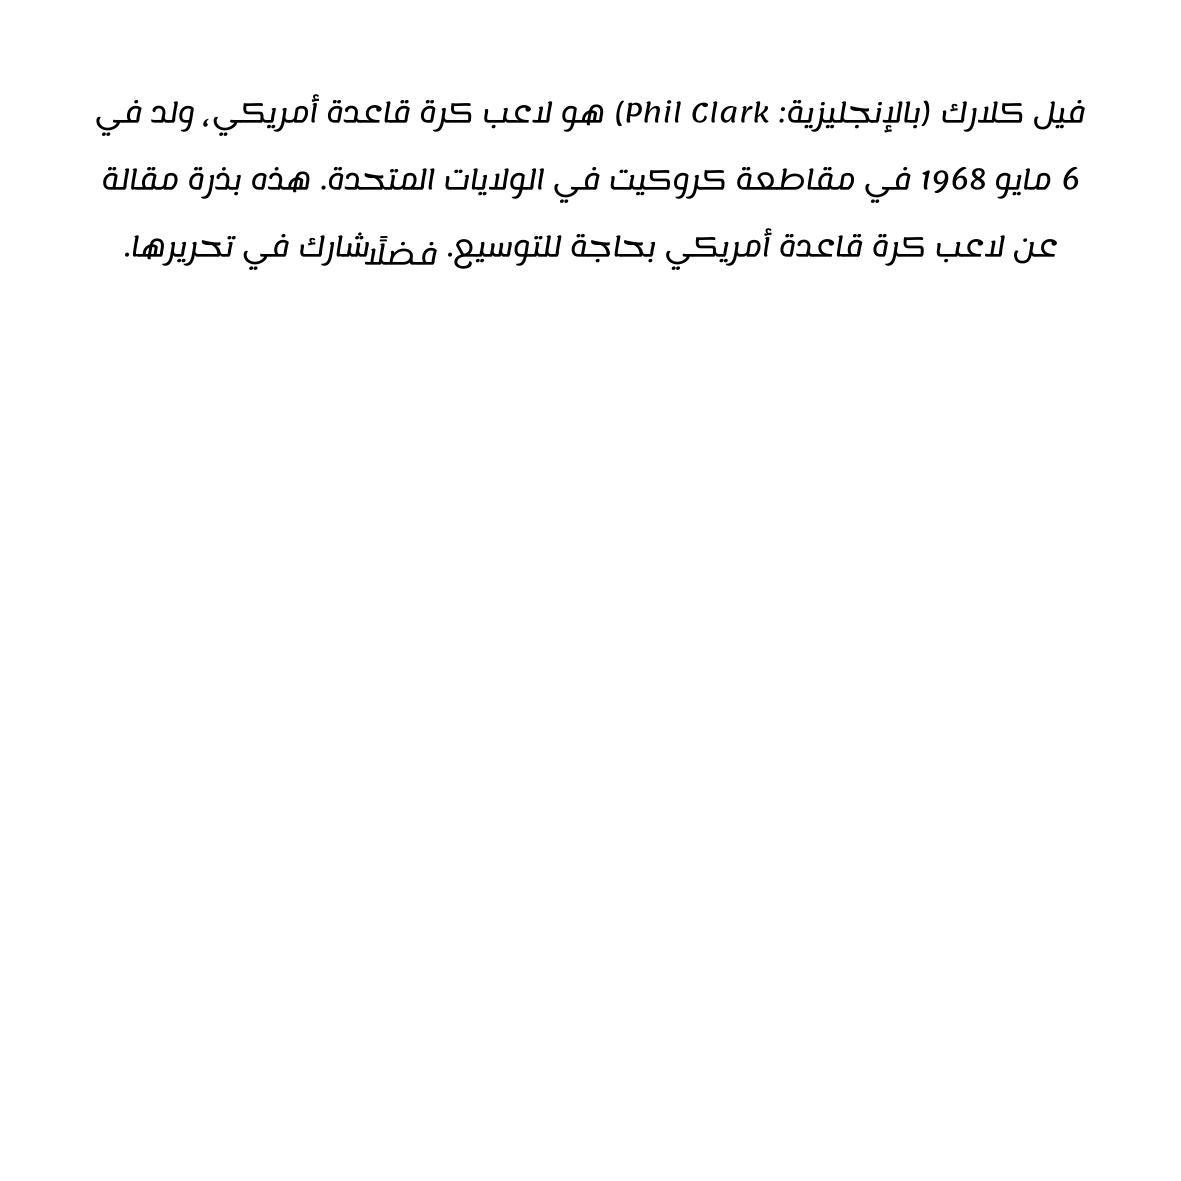 فيل كلارك (بالإنجليزية: Phil Clark) هو لاعب كرة قاعدة أمريكي، ولد في
6 مايو 1968 في مقاطعة كروكيت في الولايات المتحدة. هذه بذرة مقالة
عن لاعب كرة قاعدة أمريكي بحاجة للتوسيع. فضلًا شارك في تحريرها.